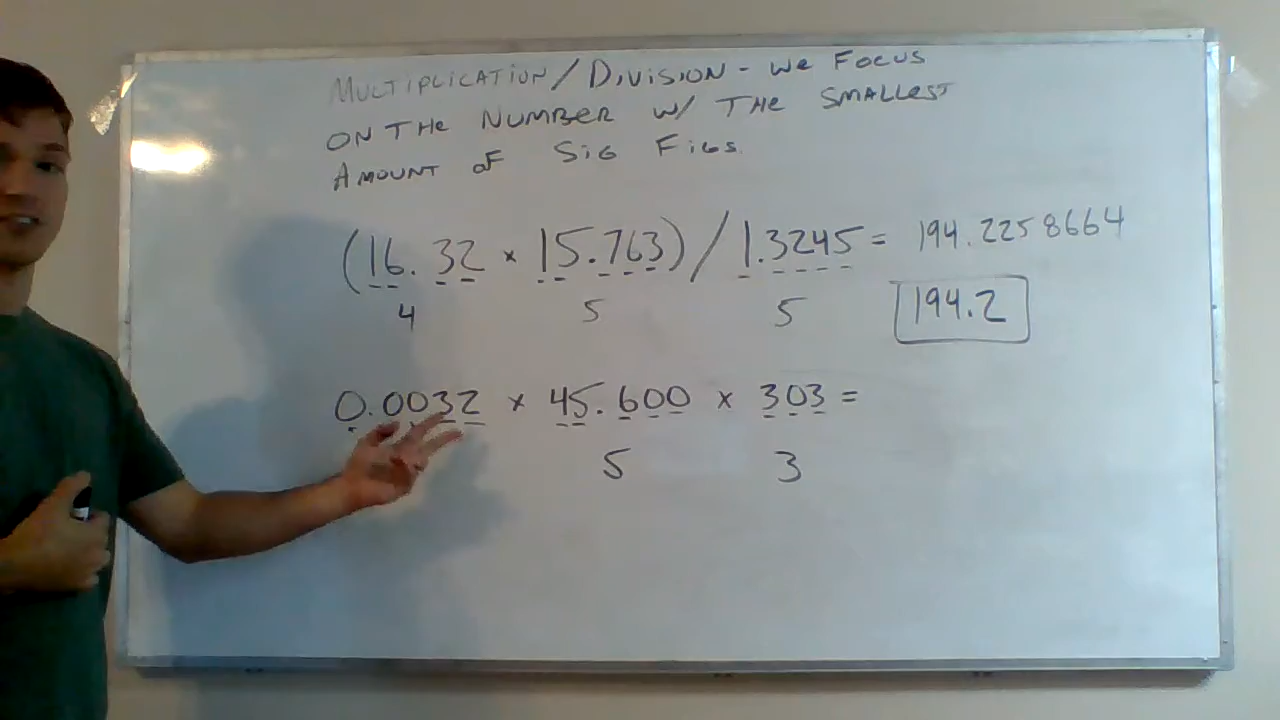 MULTIPLICATION/DIVISION - WE FOCUS
ON THE NUMBER W/ THE SMALLEST
AMOUNT OF SIG FIGS.
(16.32 × 15.763)/1.3245 = 194.2258664
4 5 5 194.2
0.0032 × 45.600 × 303 =
5 3